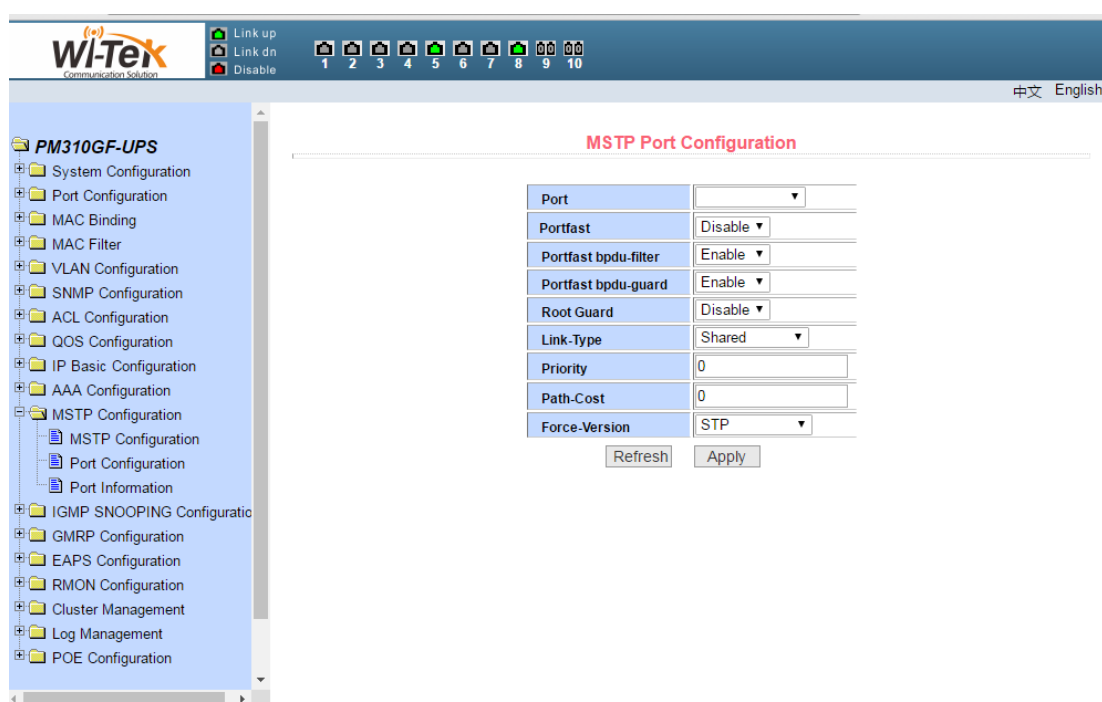 Wi-Tek
Communication Solution
Link up
Link dn
Disable
1 2 3 4 5 6 7 8 9 10
中文 English
PM310GF-UPS
System Configuration
Port Configuration
MAC Binding
MAC Filter
VLAN Configuration
SNMP Configuration
ACL Configuration
QOS Configuration
IP Basic Configuration
AAA Configuration
MSTP Configuration
MSTP Configuration
Port Configuration
Port Information
IGMP SNOOPING Configuratio
GMRP Configuration
EAPS Configuration
RMON Configuration
Cluster Management
Log Management
POE Configuration
MSTP Port Configuration
Port
Portfast Disable
Portfast bpdu-filter Enable
Portfast bpdu-guard Enable
Root Guard Disable
Link-Type Shared
Priority 0
Path-Cost 0
Force-Version STP
Refresh Apply